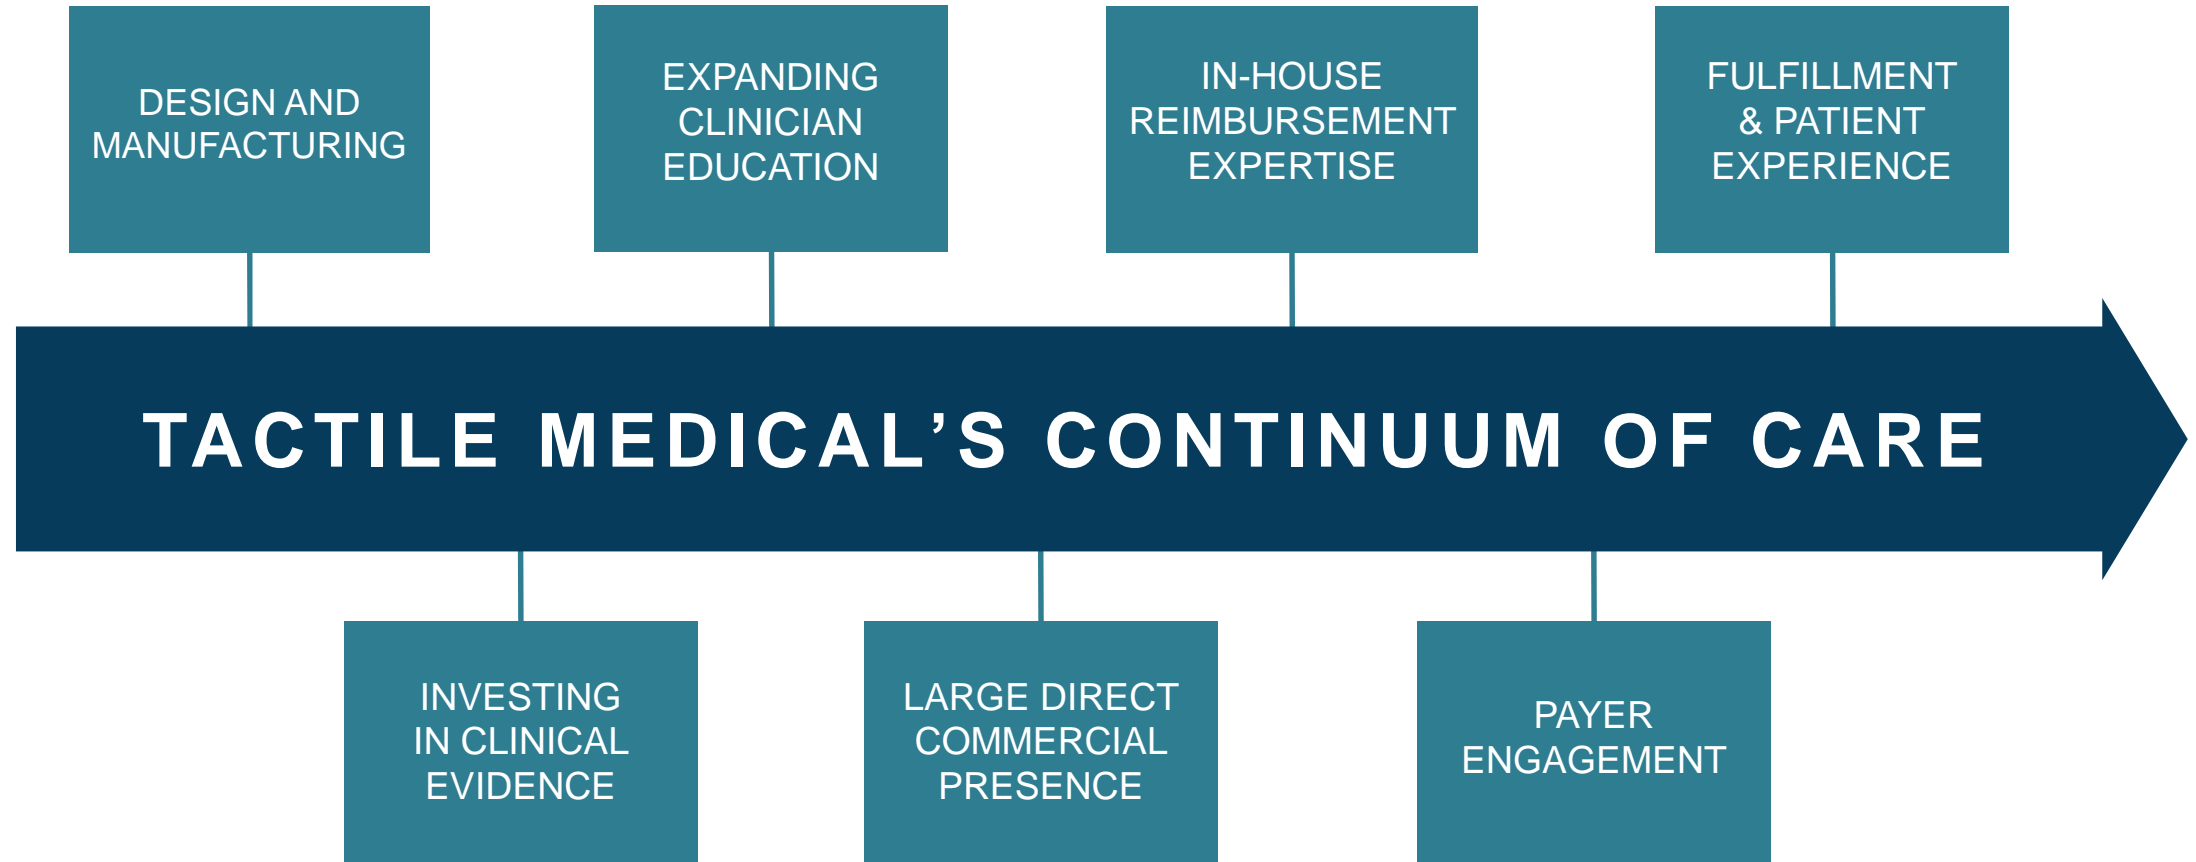 DESIGN AND
MANUFACTURING
EXPANDING
CLINICIAN
EDUCATION
IN-HOUSE
REIMBURSEMENT
EXPERTISE
FULFILLMENT
& PATIENT
EXPERIENCE
TACTILE MEDICAL’S CONTINUUM OF CARE
INVESTING
IN CLINICAL
EVIDENCE
LARGE DIRECT
COMMERCIAL
PRESENCE
PAYER
ENGAGEMENT